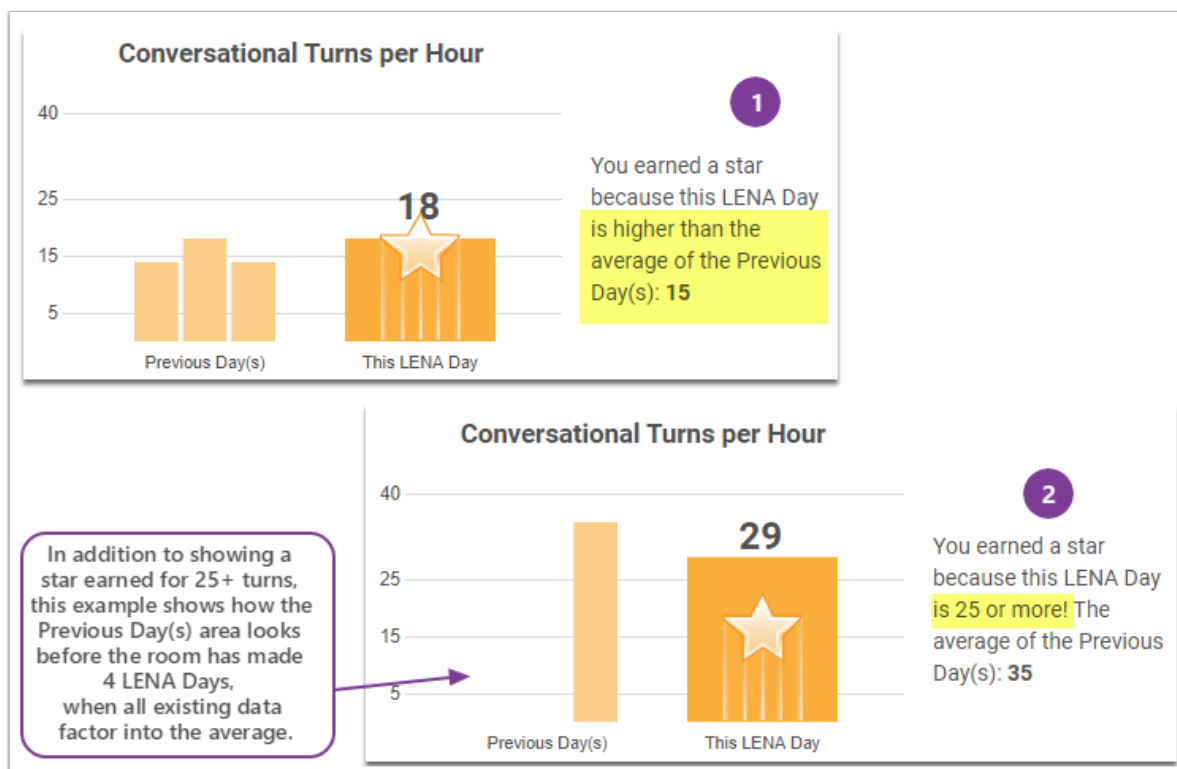 Conversational Turns per Hour
40
25
15
5
18
Previous Day(s)
This LENA Day
1
You earned a star
because this LENA Day
is higher than the
average of the Previous
Day(s): 15
Conversational Turns per Hour
40
25
15
5
29
Previous Day(s)
This LENA Day
2
You earned a star
because this LENA Day
is 25 or more! The
average of the Previous
Day(s): 35
In addition to showing a
star earned for 25+ turns,
this example shows how the
Previous Day(s) area looks
before the room has made
4 LENA Days,
when all existing data
factor into the average.